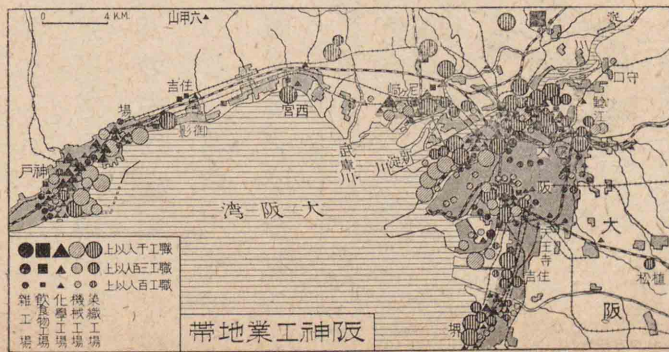 0 4 K.M.
山甲六
守口
淀
住吉
御影
西宮
尼崎
武庫川
新淀川
神戸
大阪
大阪湾
天王寺
住吉
大阪
植松
堺
職工千人以上
職工三百人以上
職工百人以上
雑工場
飲食物工場
化學工場
機械工場
染織工場
阪神工業地帯